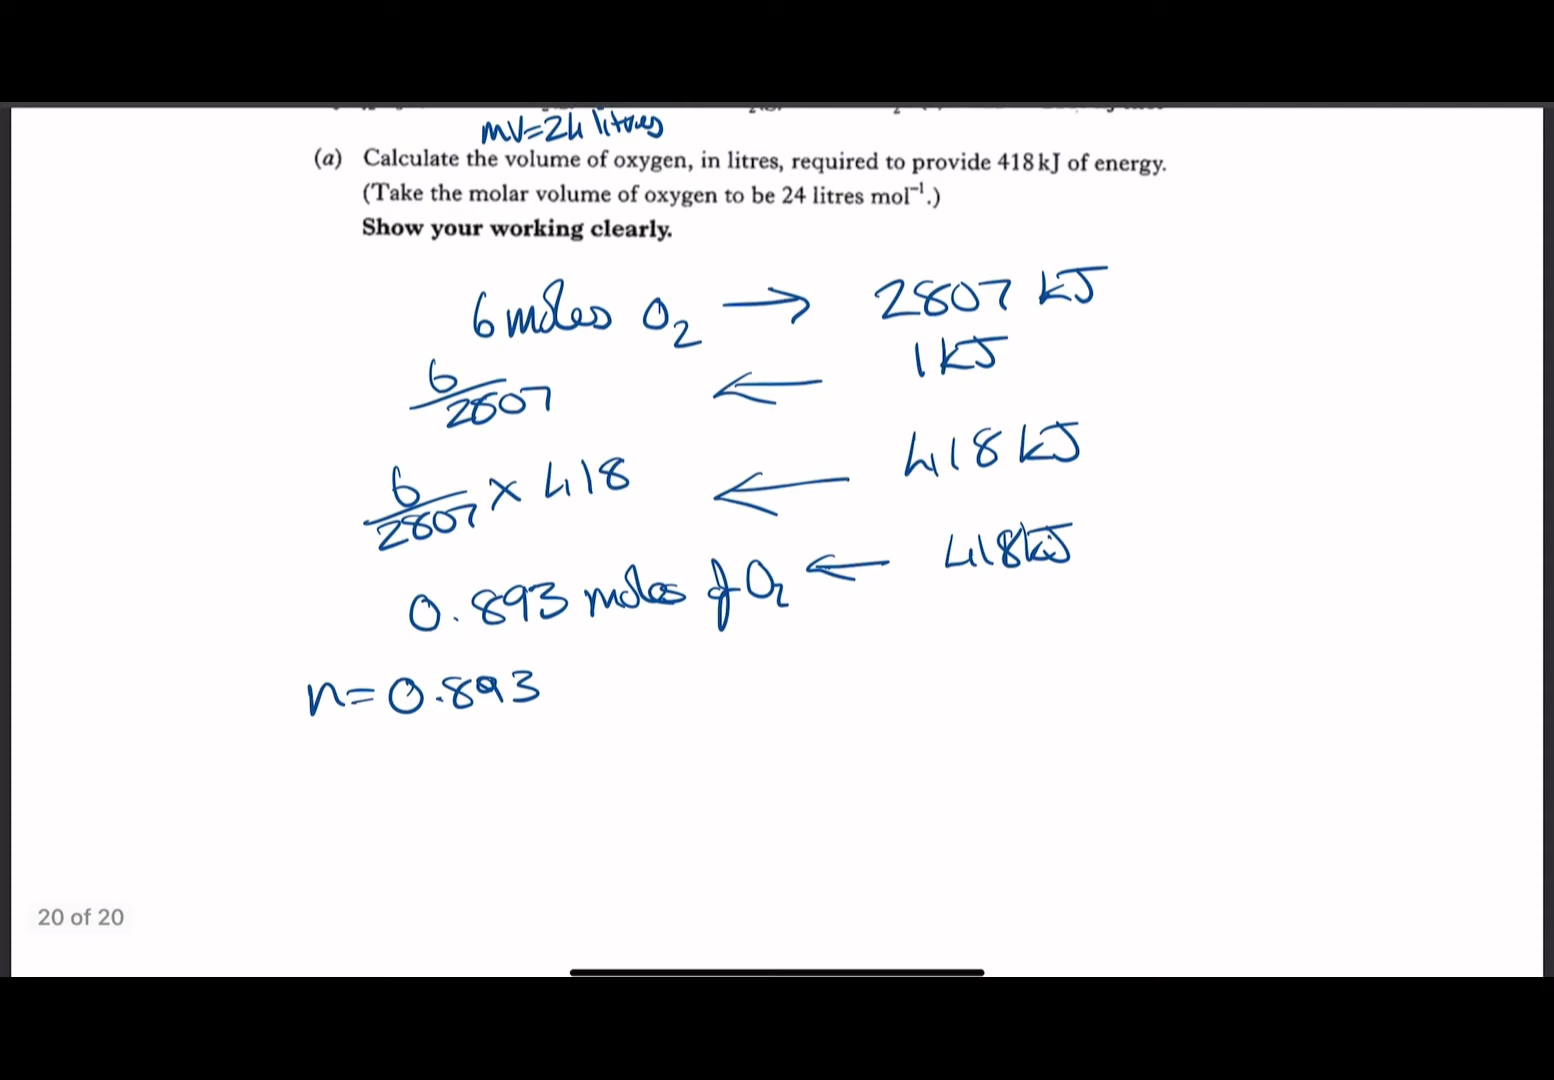 mv=24 litres
(a) Calculate the volume of oxygen, in litres, required to provide 418 kJ of energy.
(Take the molar volume of oxygen to be 24 litres mol⁻¹.)
Show your working clearly.
6 moles O₂ → 2807 kJ
6/2807 ← 1 kJ
6/2807 × 418 ← 418 kJ
0.893 moles of O₂ ← 418kJ
n=0.893
20 of 20